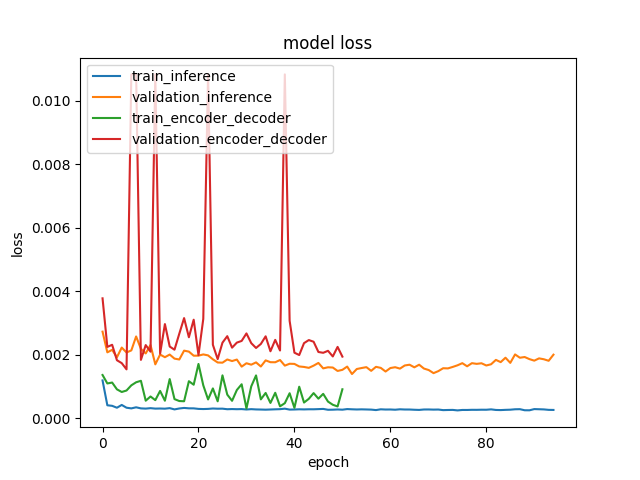 model loss
train_inference
validation_inference
train_encoder_decoder
validation_encoder_decoder
0.010
0.008
0.006
0.004
0.002
0.000
loss
0 20 40 60 80
epoch